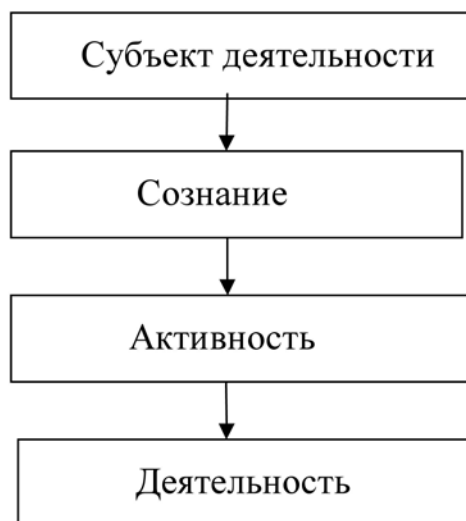 Субъект деятельности
Сознание
Активность
Деятельность